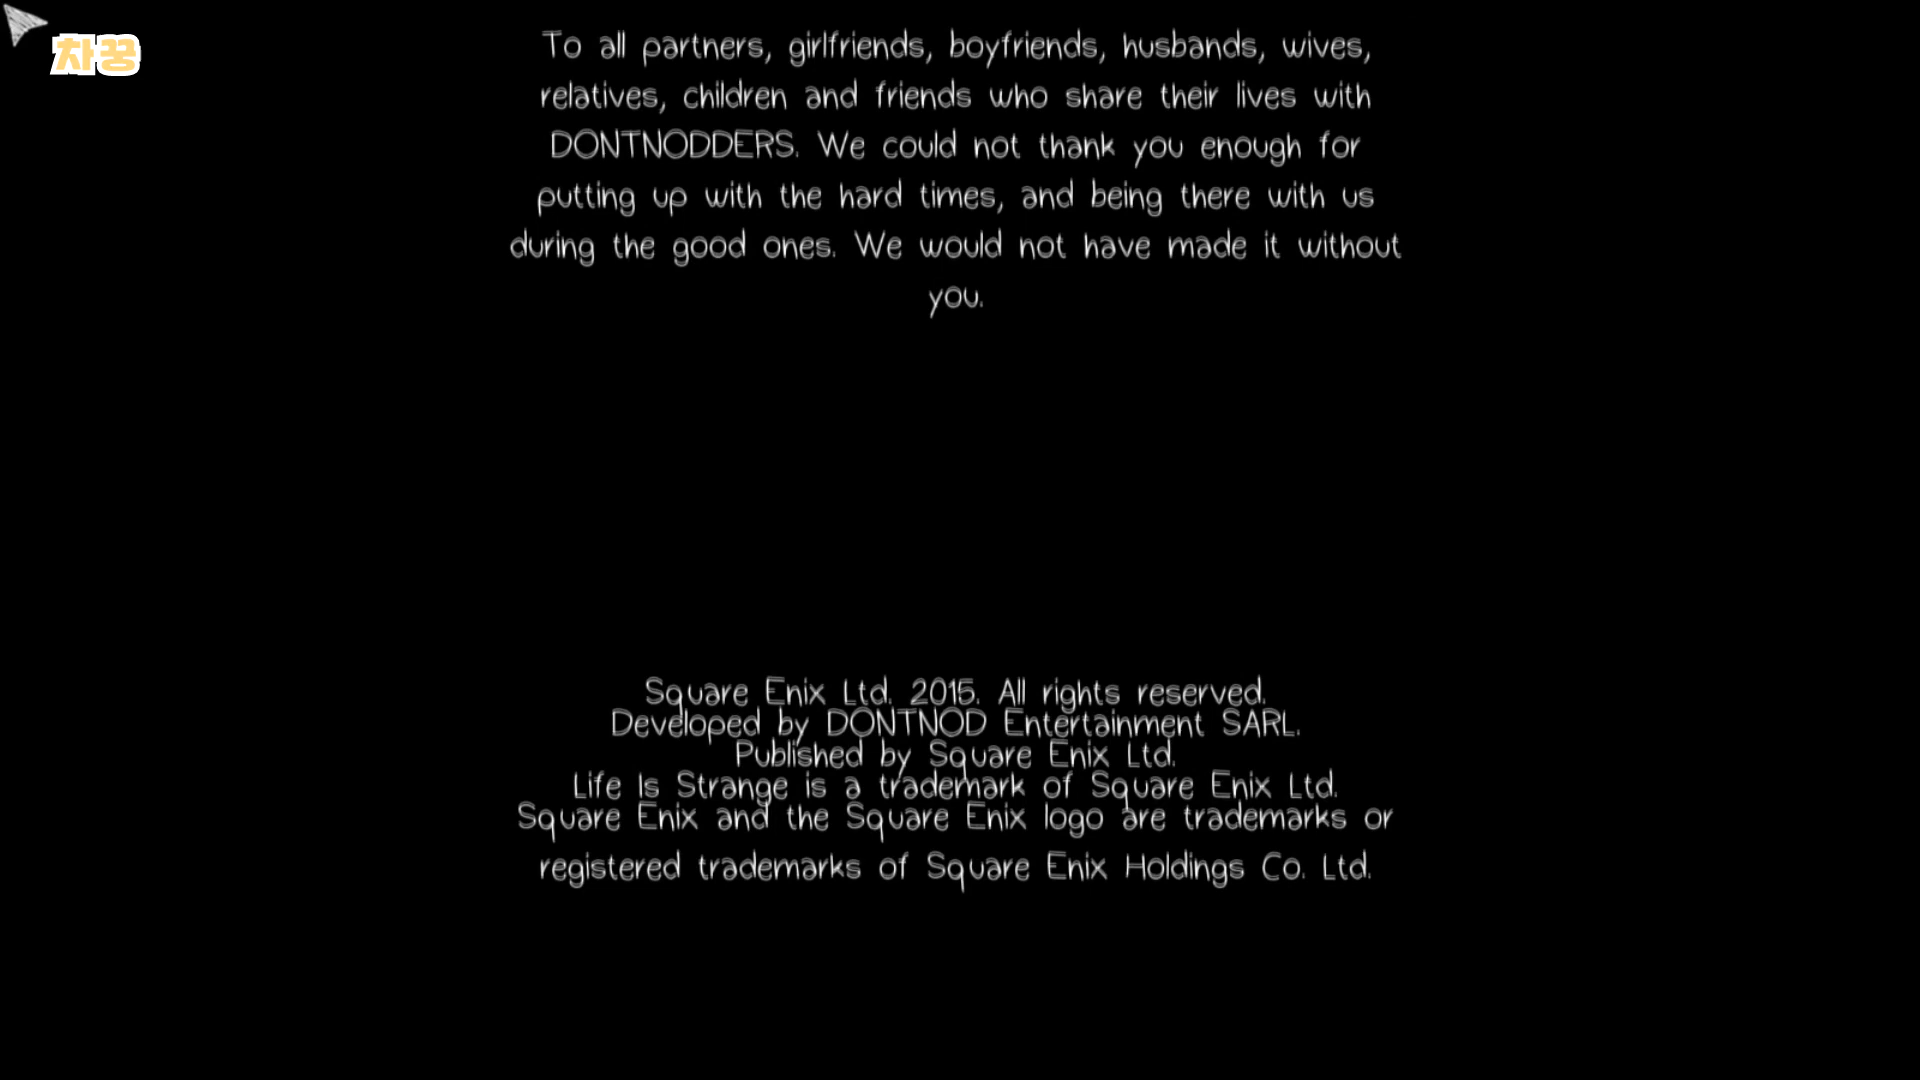 차꿍
To all partners, girlfriends, boyfriends, husbands, wives,
relatives, children and friends who share their lives with
DONTNODDERS. We could not thank you enough for
putting up with the hard times, and being there with us
during the good ones. We would not have made it without
you.
Square Enix Ltd. 2015. All rights reserved.
Developed by DONTNOD Entertainment SARL.
Published by Square Enix Ltd.
Life Is Strange is a trademark of Square Enix Ltd.
Square Enix and the Square Enix logo are trademarks or
registered trademarks of Square Enix Holdings Co. Ltd.